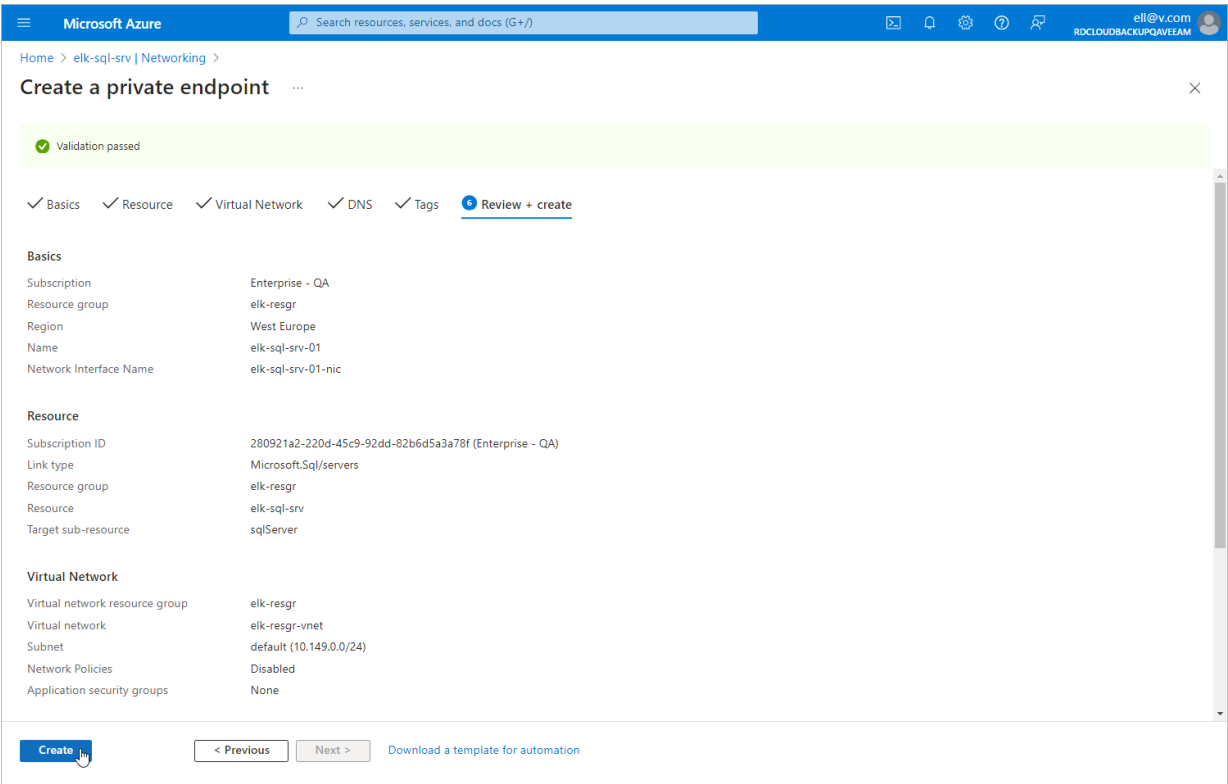 Microsoft Azure
Search resources, services, and docs (G+/)
ell@v.com
RDCLOUDBACKUPQAVEEAM
Home > elk-sql-srv | Networking >
Create a private endpoint ...
Validation passed
Basics Resource Virtual Network DNS Tags 6 Review + create
Basics
Subscription Enterprise - QA
Resource group elk-resgr
Region West Europe
Name elk-sql-srv-01
Network Interface Name elk-sql-srv-01-nic
Resource
Subscription ID 280921a2-220d-45c9-92dd-82b6d5a3a78f (Enterprise - QA)
Link type Microsoft.Sql/servers
Resource group elk-resgr
Resource elk-sql-srv
Target sub-resource sqlServer
Virtual Network
Virtual network resource group elk-resgr
Virtual network elk-resgr-vnet
Subnet default (10.149.0.0/24)
Network Policies Disabled
Application security groups None
Create < Previous Next > Download a template for automation